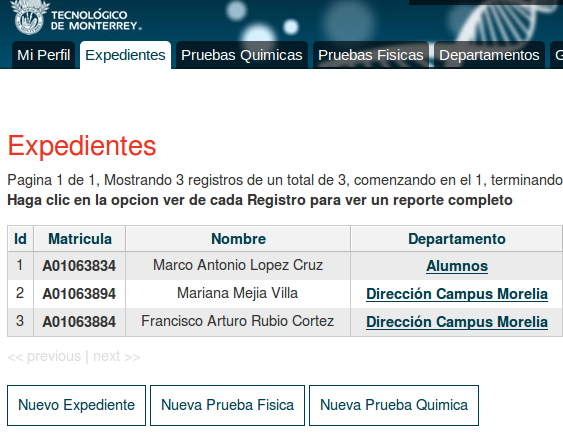 TECNOLÓGICO
DE MONTERREY.
Mi Perfil Expedientes Pruebas Quimicas Pruebas Fisicas Departamentos G
Expedientes
Pagina 1 de 1, Mostrando 3 registros de un total de 3, comenzando en el 1, terminando
Haga clic en la opcion ver de cada Registro para ver un reporte completo
Id Matricula Nombre Departamento
1 A01063834 Marco Antonio Lopez Cruz Alumnos
2 A01063894 Mariana Mejia Villa Dirección Campus Morelia
3 A01063884 Francisco Arturo Rubio Cortez Dirección Campus Morelia
<< previous | next >>
Nuevo Expediente Nueva Prueba Fisica Nueva Prueba Quimica